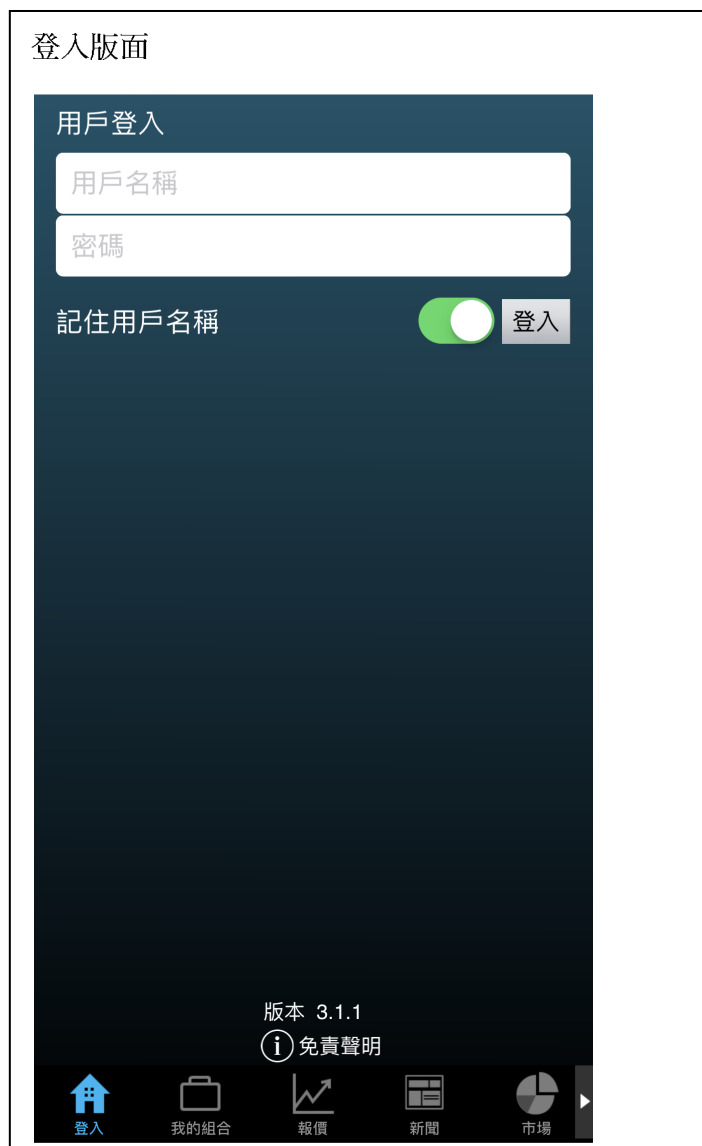 登入版面
用戶登入
用戶名稱
密碼
記住用戶名稱 登入
版本 3.1.1
i 免責聲明
登入 我的組合 報價 新聞 市場